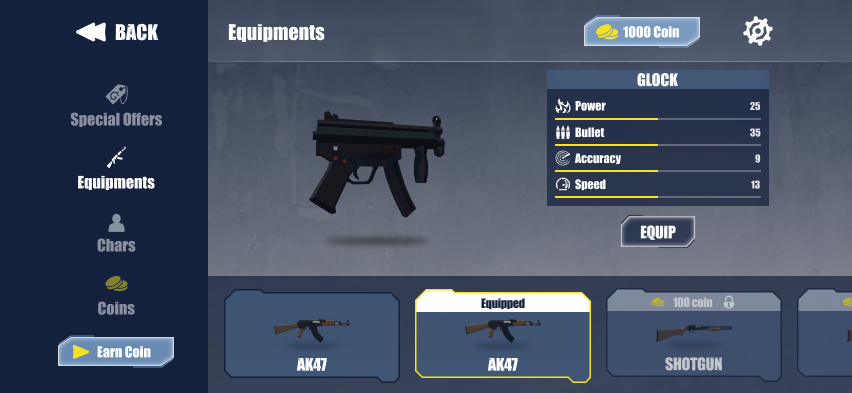 BACK
Equipments
1000 Coin
Special Offers
Equipments
Chars
Coins
Earn Coin
GLOCK
Power 25
Bullet 35
Accuracy 9
Speed 13
EQUIP
AK47
Equipped
AK47
100 coin
SHOTGUN